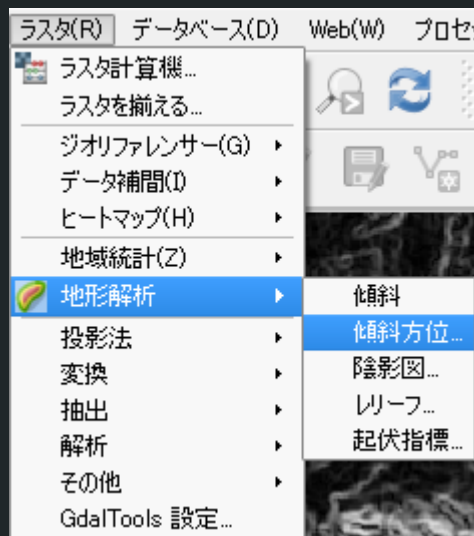 ラスタ(R) データベース(D) Web(W) プロセ
ラスタ計算機...
ラスタを揃える...
ジオリファレンサー(G)
データ補間(I)
ヒートマップ(H)
地域統計(Z)
地形解析
傾斜
傾斜方位...
陰影図...
レリーフ...
起伏指標...
投影法
変換
抽出
解析
その他
GdalTools 設定...